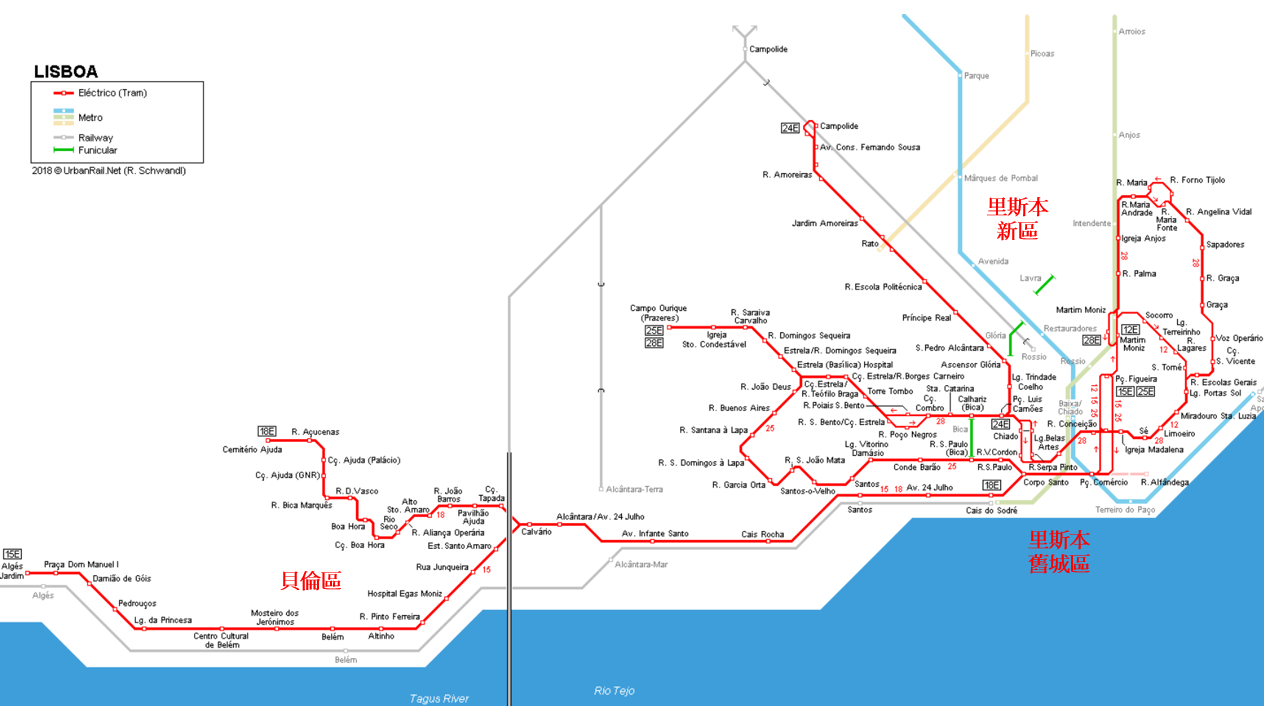 LISBOA
Eléctrico (Tram)
Metro
Railway
Funicular
2018 © UrbanRail.Net (R. Schwandl)
Campolide
24E
Campolide
Av. Cons. Fernando Sousa
R. Amoreiras
Jardim Amoreiras
Rato
R. Escola Politécnica
Príncipe Real
S.Pedro Alcântara
Ascensor Glória
Lg. Trindade
Coelho
Pç. Luis
Camões
24E
Chiado
Parque
Picoas
Arroios
Anjos
Márques de Pombal
Avenida
Intendente
Lavra
Glória
Restauradores
Rossio
Rossio
Baixa/
Chiado
里斯本
新區
R. Maria
R. Forno Tijolo
R.Maria
Andrade
R.
Maria
Fonte
R. Angelina Vidal
Igreja Anjos
Sapadores
28
28
R. Palma
R. Graça
Graça
Martim Moniz
28E
12E
Martim
Moniz
Socorro
Lg.
Terreirinho
R.
Lagares
12
Voz Operário
Cç.
S. Vicente
S. Tomé
R. Escolas Gerais
Lg. Portas Sol
Miradouro Sta. Luzia
12
Limoeiro
28
Sé
Igreja Madalena
Pç. Figueira
15E 25E
12 15 25
15 25
R. Conceição
28
Campo Ourique
(Prazeres)
25E
28E
Igreja
Sto. Condestável
R. Saraiva
Carvalho
R. Domingos Sequeira
Estrela/R. Domingos Sequeira
Estrela (Basílica) Hospital
Cç. Estrela/R.Borges Carneiro
Cç.Estrela/
R.Teófilo Braga
Torre Tombo
R.Poiais S.Bento
R. S. Bento/Cç. Estrela
R. Poço Negros
Cç.
Combro
Sta. Catarina
28
Calhariz
(Bica)
Bica
R. S.Paulo
(Bica)
R. João Deus
R. Buenos Aires
25
R. Santana à Lapa
R. S. Domingos à Lapa
R. Garcia Orta
R. S. João Mata
Santos-o-Velho
Santos
Lg. Vitorino
Damásio
Conde Barão
25
R.S.Paulo
R.V.Cordon
Lg.Belas
Artes
R.Serpa Pinto
Corpo Santo
Pç. Comércio
R. Alfândega
Terreiro do Paço
18E
Cais do Sodré
15 18 Av. 24 Julho
Santos
18E
R. Açucenas
Cemitério Ajuda
Cç. Ajuda (Palácio)
Cç. Ajuda (GNR)
R. Bica Marquês
R.D.Vasco
Boa Hora
Cç. Boa Hora
Rio
Seco
Alto
Sto. Amaro
R. Aliança Operária
18
R. João
Barros
Pavilhão
Ajuda
Cç.
Tapada
Calvário
Est. Santo Amaro
Rua Junqueira
15
Hospital Egas Moniz
R. Pinto Ferreira
Altinho
Belém
Mosteiro dos
Jerónimos
Centro Cultural
de Belém
Lg. da Princesa
Pedrouços
Damião de Góis
Praça Dom Manuel I
15E
Algés
Jardim
Algés
Belém
Alcântara/Av. 24 Julho
Av. Infante Santo
Cais Rocha
Alcântara-Terra
Alcântara-Mar
貝倫區
里斯本
舊城區
Tagus River
Rio Tejo